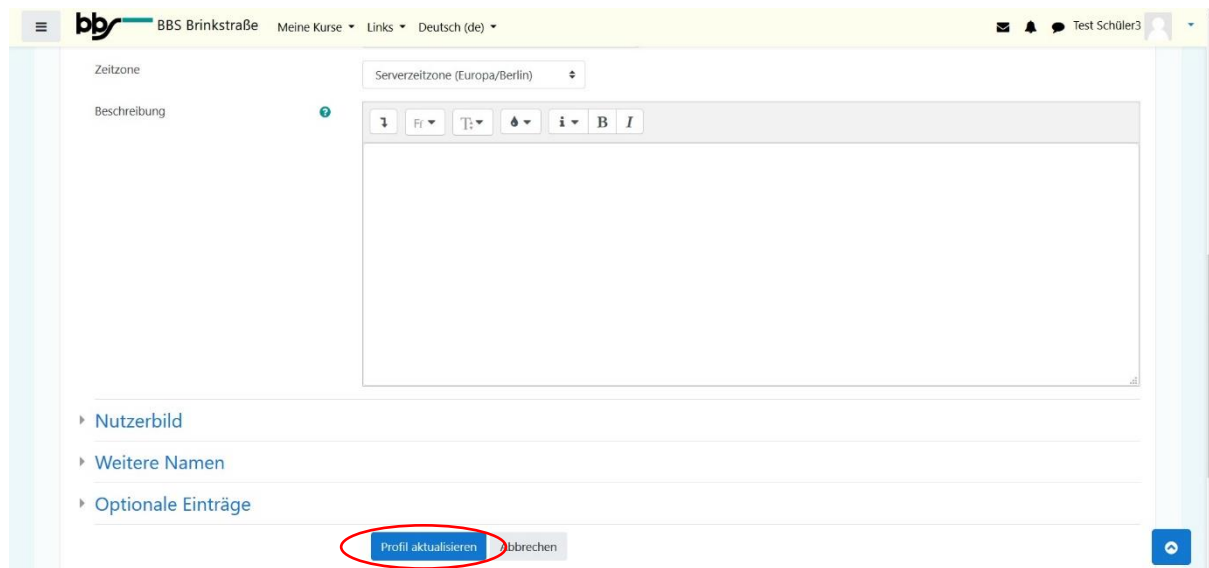 bbs BBS Brinkstraße Meine Kurse Links Deutsch (de) Test Schüler3
Zeitzone Serverzeitzone (Europa/Berlin)
Beschreibung Fr T i B I
Nutzerbild
Weitere Namen
Optionale Einträge
Profil aktualisieren Abbrechen